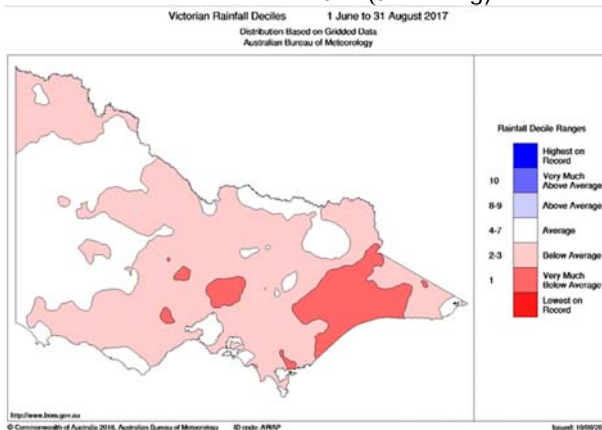 Victorian Rainfall Deciles 1 June to 31 August 2017
Distribution Based on Gridded Data
Australian Bureau of Meteorology
Rainfall Decile Ranges
Highest on
Record
10 Very Much
Above Average
8-9 Above Average
4-7 Average
2-3 Below Average
1 Very Much
Below Average
Lowest on
Record
http://www.bom.gov.au
© Commonwealth of Australia 2018, Australian Bureau of Meteorology ID code: AWAP